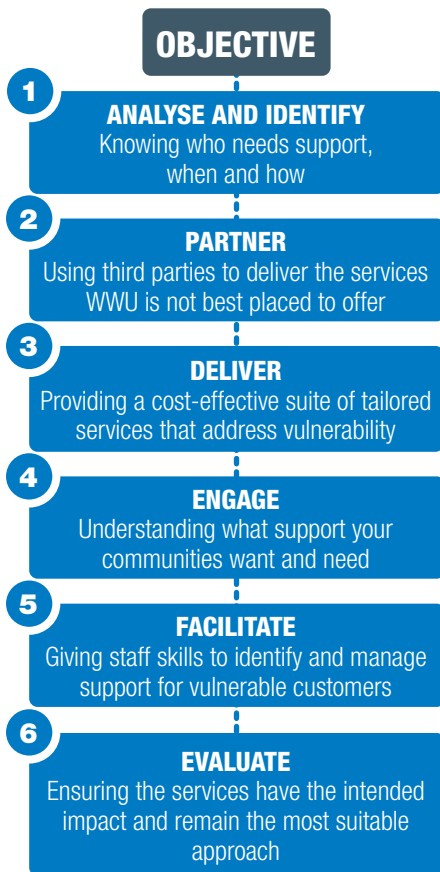 OBJECTIVE
1
ANALYSE AND IDENTIFY
Knowing who needs support,
when and how
2
PARTNER
Using third parties to deliver the services
WWU is not best placed to offer
3
DELIVER
Providing a cost-effective suite of tailored
services that address vulnerability
4
ENGAGE
Understanding what support your
communities want and need
5
FACILITATE
Giving staff skills to identify and manage
support for vulnerable customers
6
EVALUATE
Ensuring the services have the intended
impact and remain the most suitable
approach